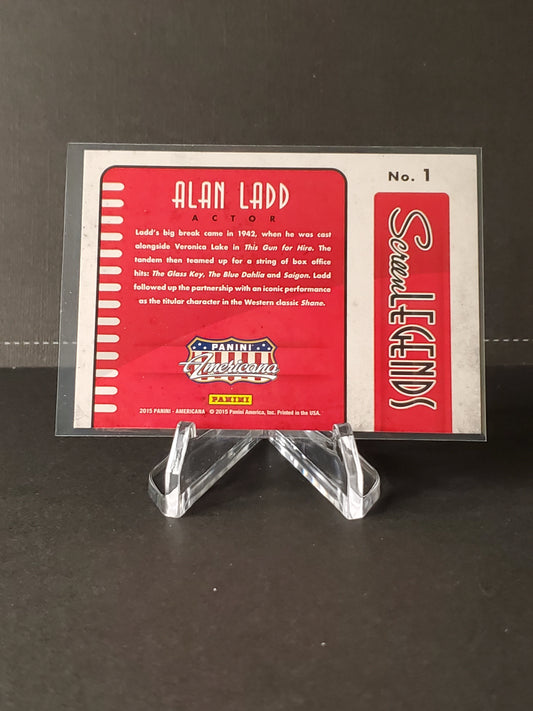 No. 1
ALAN LADD
ACTOR
Ladd's big break came in 1942, when he was cast
alongside Veronica Lake in This Gun for Hire. The
tandem then teamed up for a string of box office
hits: The Glass Key, The Blue Dahlia and Saigon. Ladd
followed up the partnership with an iconic performance
as the titular character in the Western classic Shane.
PANINI
Americana
PANINI
2015 PANINI - AMERICANA © 2015 Panini America, Inc. Printed in the USA.
Screen LEGENDS